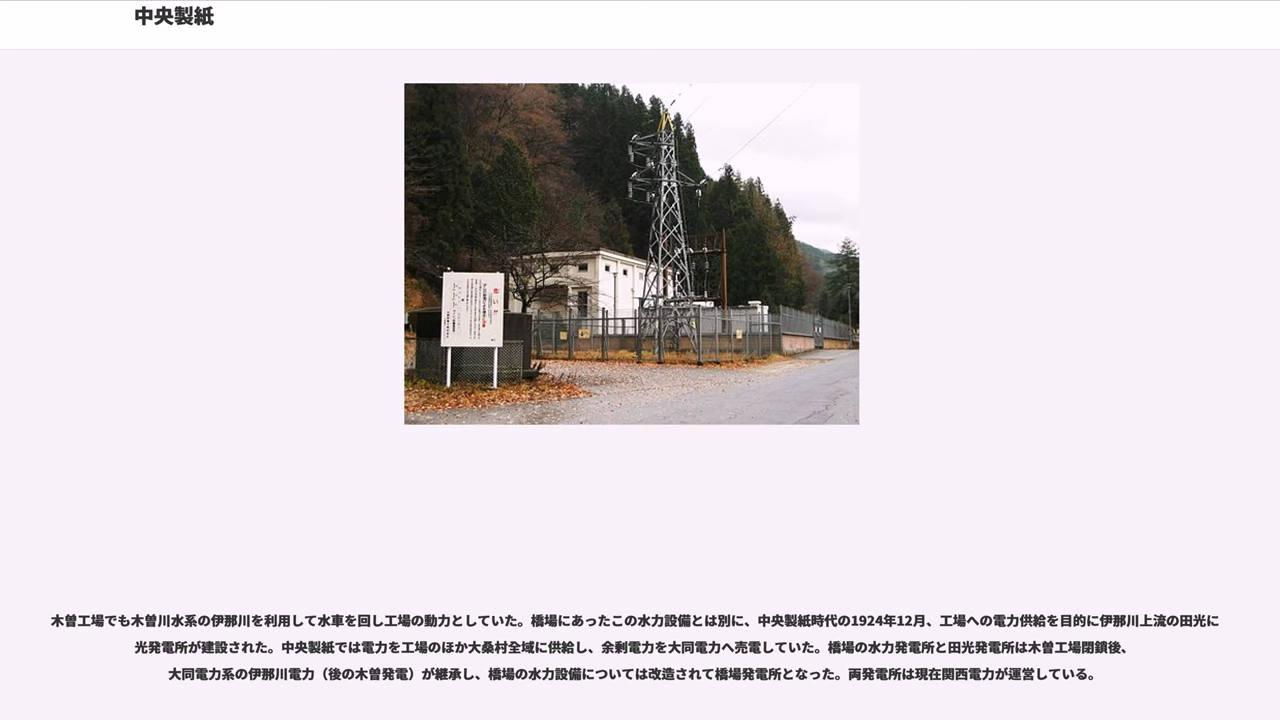 中央製紙
木曽工場でも木曽川水系の伊那川を利用して水車を回し工場の動力としていた。橋場にあったこの水力設備とは別に、中央製紙時代の1924年12月、工場への電力供給を目的に伊那川上流の田光に
光発電所が建設された。中央製紙では電力を工場のほか大桑村全域に供給し、余剰電力を大同電力へ売電していた。橋場の水力発電所と田光発電所は木曽工場閉鎖後、
大同電力系の伊那川電力（後の木曽発電）が継承し、橋場の水力設備については改造されて橋場発電所となった。両発電所は現在関西電力が運営している。